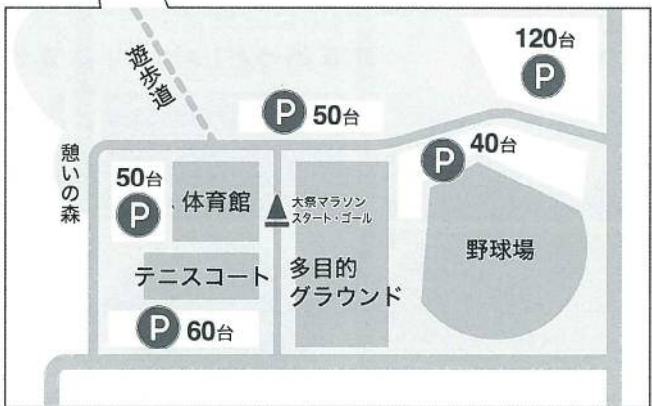 120台
P
遊歩道
P 50台
40台
P
憩いの森
50台
P
体育館
大祭マラソン
スタート・ゴール
野球場
テニスコート
多目的
グラウンド
P 60台